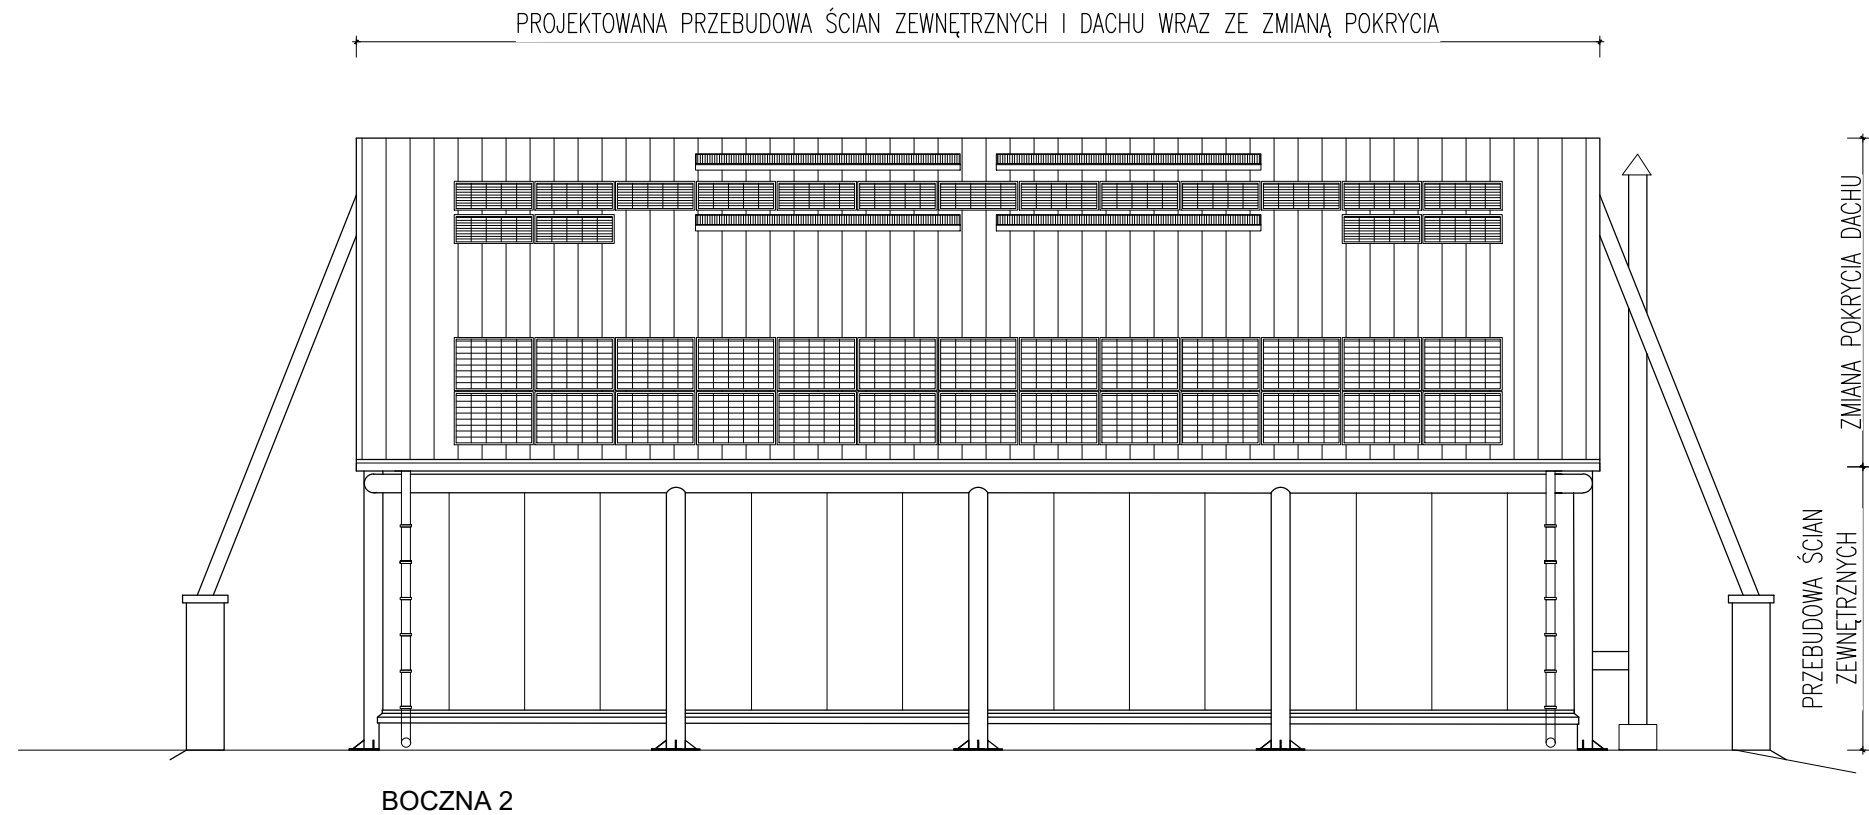 PROJEKTOWANA PRZEBUDOWA ŚCIAN ZEWNĘTRZNYCH I DACHU WRAZ ZE ZMIANĄ POKRYCIA
ZMIANA POKRYCIA DACHU
PRZEBUDOWA ŚCIAN
ZEWNĘTRZNYCH
BOCZNA 2